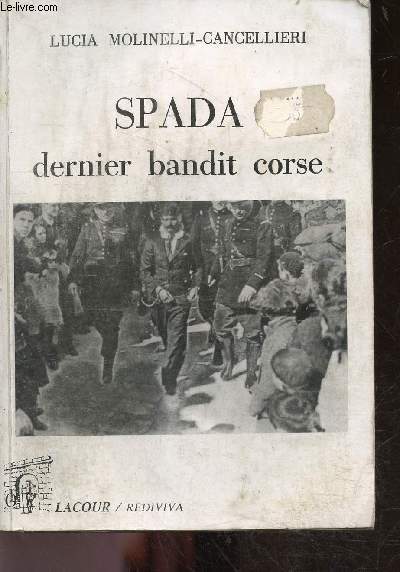 Le-livre.com
LUCIA MOLINELLI-CANCELLIERI
SPADA
dernier bandit corse
LACOUR / REDIVIVA